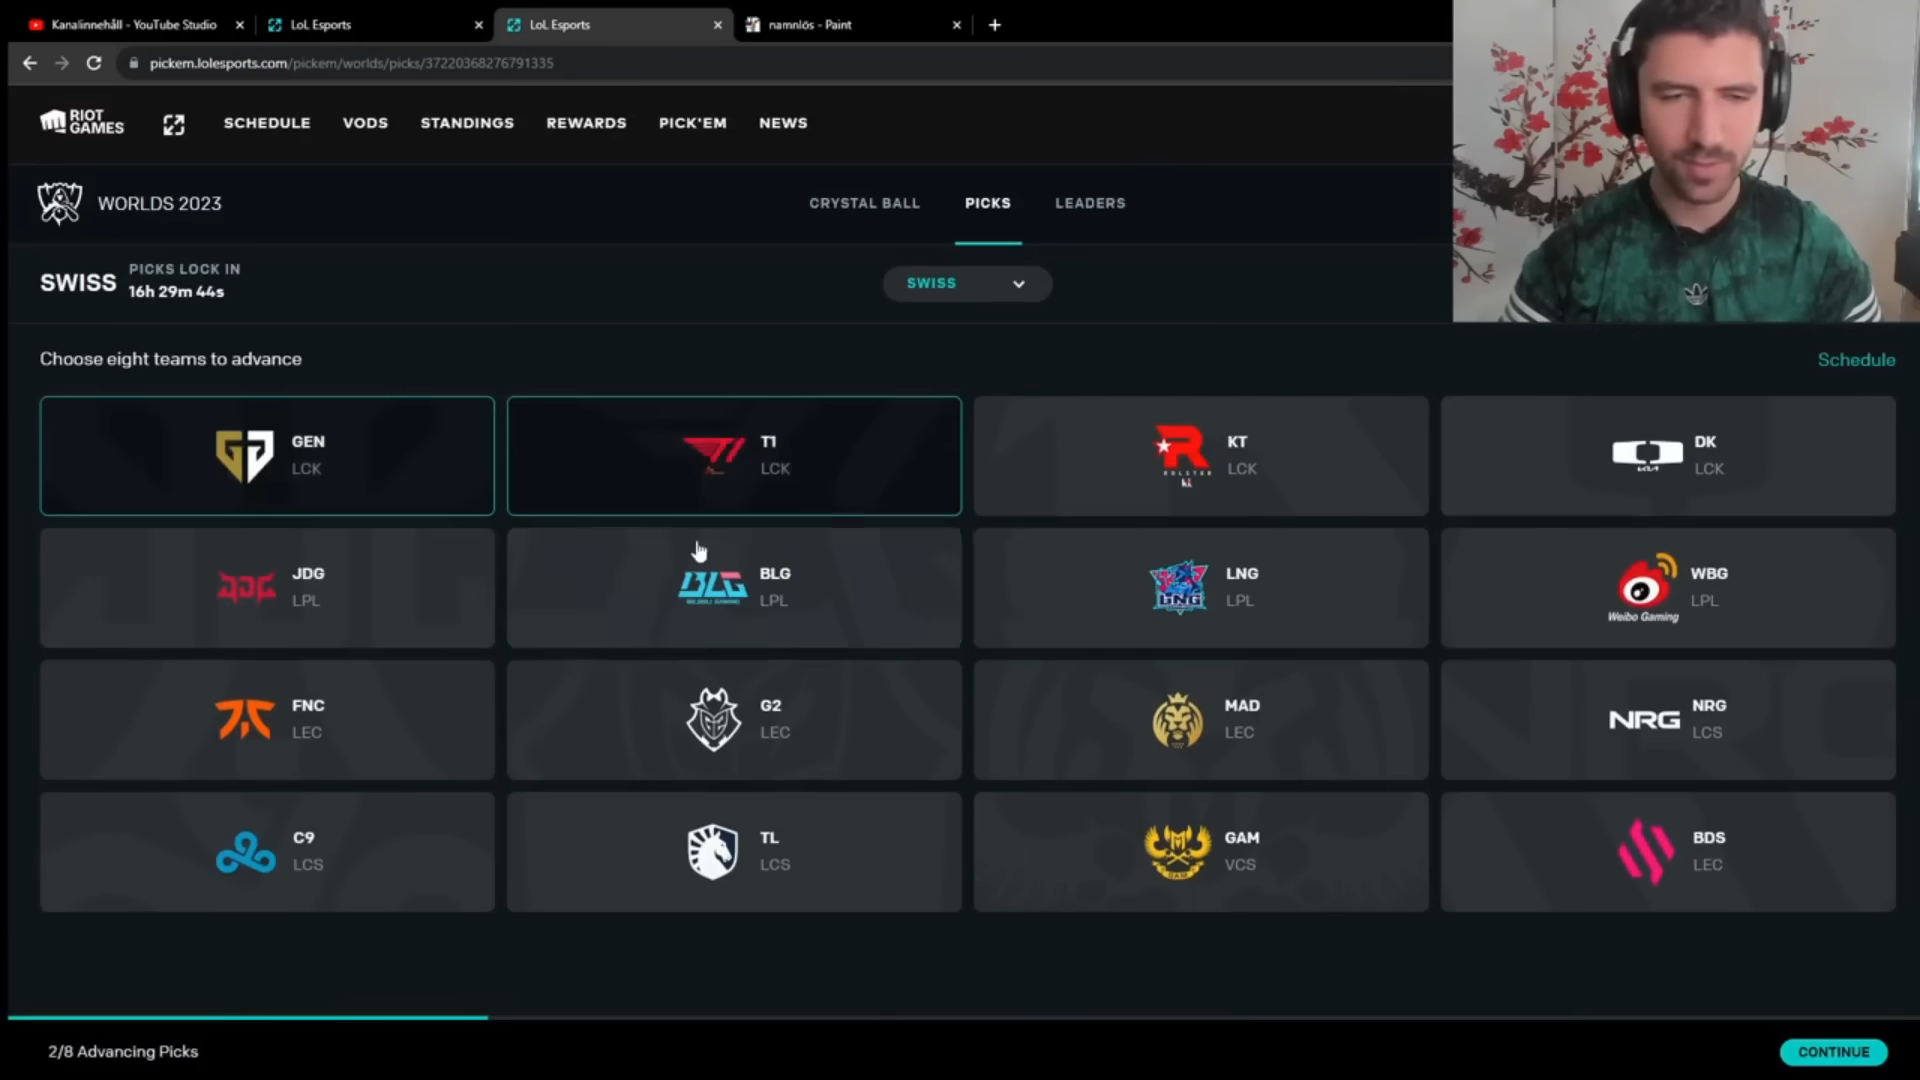 Kanalinnehåll - YouTube Studio
LoL Esports
LoL Esports
namnlös - Paint
pickem.lolesports.com/pickem/worlds/picks/37220368276791335
RIOT GAMES
SCHEDULE
VODS
STANDINGS
REWARDS
PICK'EM
NEWS
WORLDS 2023
CRYSTAL BALL
PICKS
LEADERS
SWISS
PICKS LOCK IN
16h 29m 44s
SWISS
Choose eight teams to advance
Schedule
GEN
LCK
T1
LCK
KT
LCK
DK
LCK
JDG
LPL
BLG
LPL
LNG
LPL
WBG
LPL
Weibo Gaming
FNC
LEC
G2
LEC
MAD
LEC
NRG
NRG
LCS
C9
LCS
TL
LCS
GAM
VCS
BDS
LEC
2/8 Advancing Picks
CONTINUE